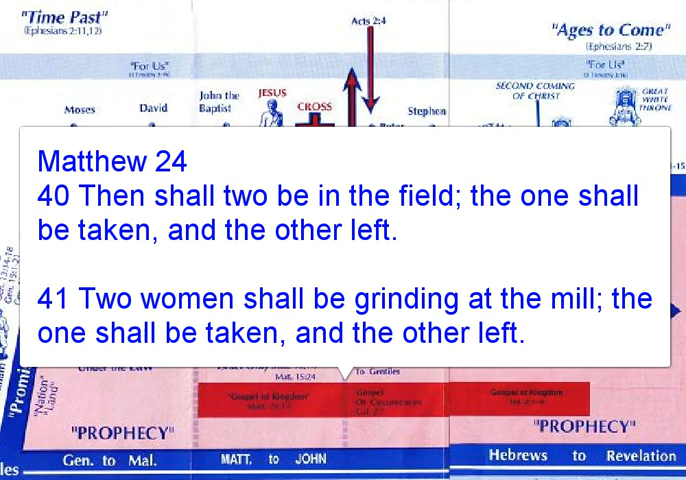 "Time Past"
(Ephesians 2:11,12)
Acts 2:4
"Ages to Come"
(Ephesians 2:7)
"For Us"
"For Us"
Moses
David
John the
Baptist
JESUS
CROSS
Stephen
SECOND COMING
OF CHRIST
GREAT
WHITE
THRONE
Matthew 24
40 Then shall two be in the field; the one shall
be taken, and the other left.
41 Two women shall be grinding at the mill; the
one shall be taken, and the other left.
Under the Law
Matt. 15:24
To Gentiles
"Nation"
"Land"
"Gospel of Kingdom"
Matt. 24:14
Gospel
Of Circumcision
Gal. 2:7
Gospel of Kingdom
"PROPHECY"
"PROPHECY"
Gen. to Mal.
MATT. to JOHN
Hebrews to Revelation